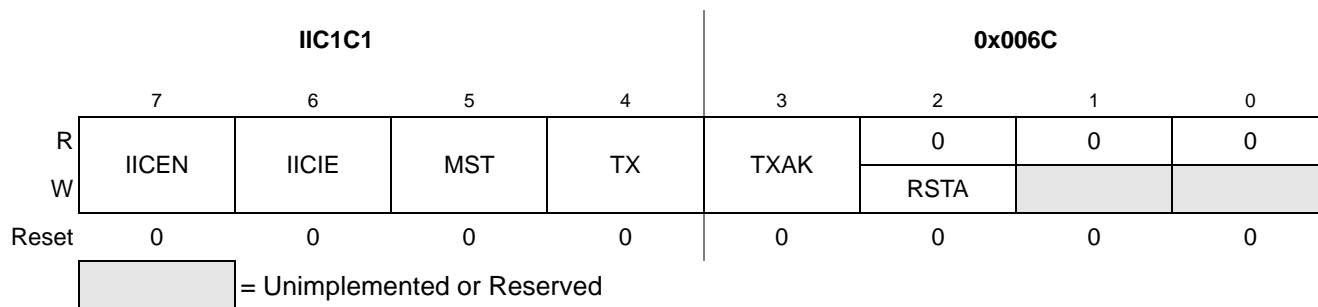 IIC1C1 0x006C
7 6 5 4 3 2 1 0
R IICEN IICIE MST TX TXAK 0 0 0
W RSTA
Reset 0 0 0 0 0 0 0 0
= Unimplemented or Reserved